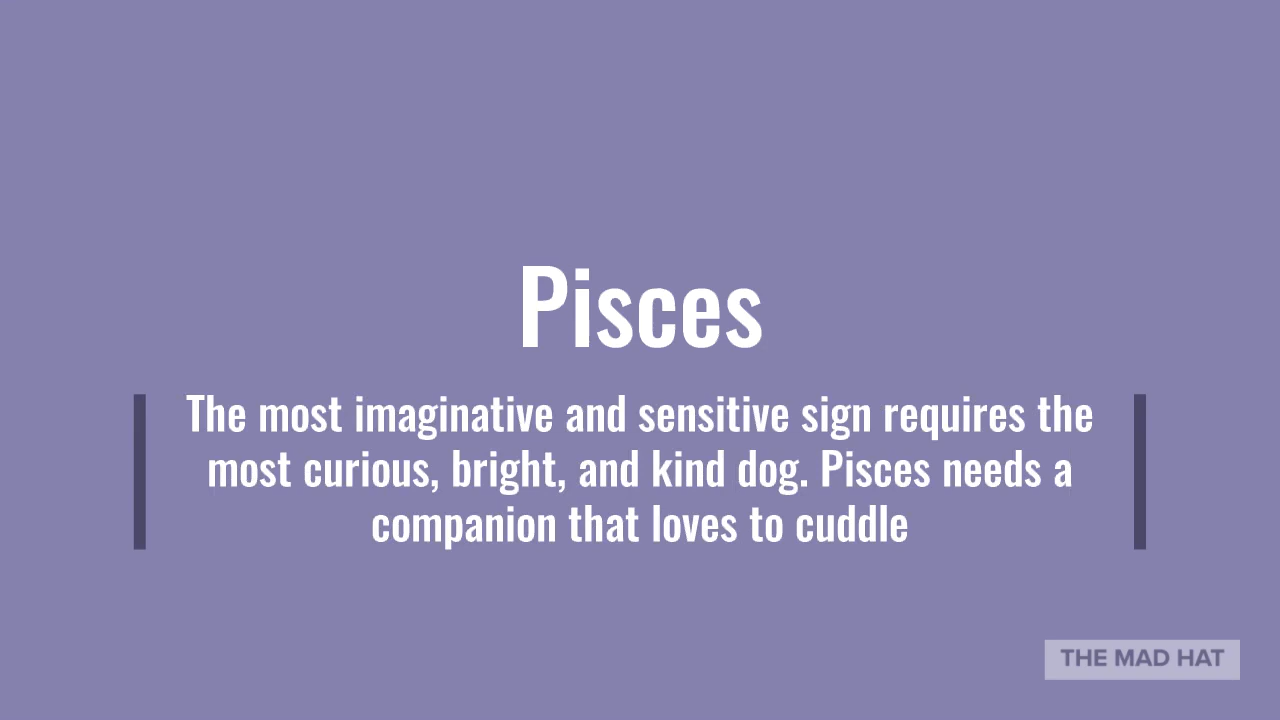 Pisces
The most imaginative and sensitive sign requires the
most curious, bright, and kind dog. Pisces needs a
companion that loves to cuddle
THE MAD HAT